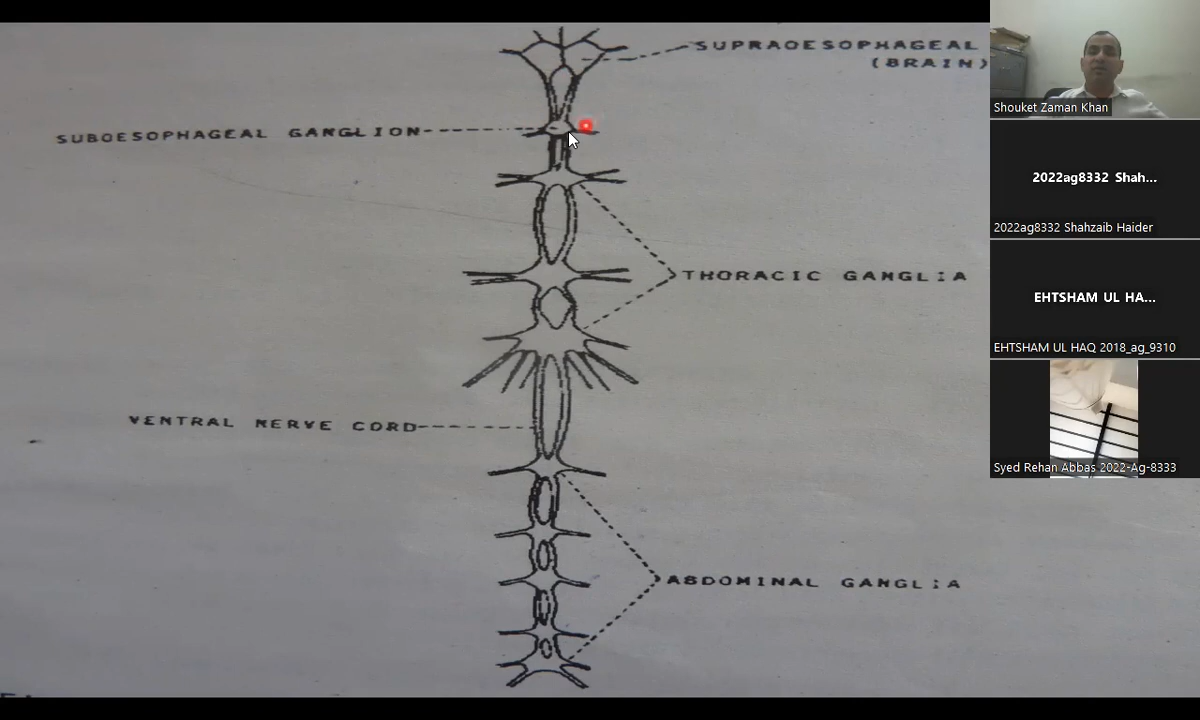 SUPRAOESOPHAGEAL
(BRAIN)
SUBOESOPHAGEAL GANGLION
THORACIC GANGLIA
VENTRAL NERVE CORD
ABDOMINAL GANGLIA
Shouket Zaman Khan
2022ag8332 Shah...
2022ag8332 Shahzaib Haider
EHTSHAM UL HA...
EHTSHAM UL HAQ 2018_ag_9310
Syed Rehan Abbas 2022-Ag-8333